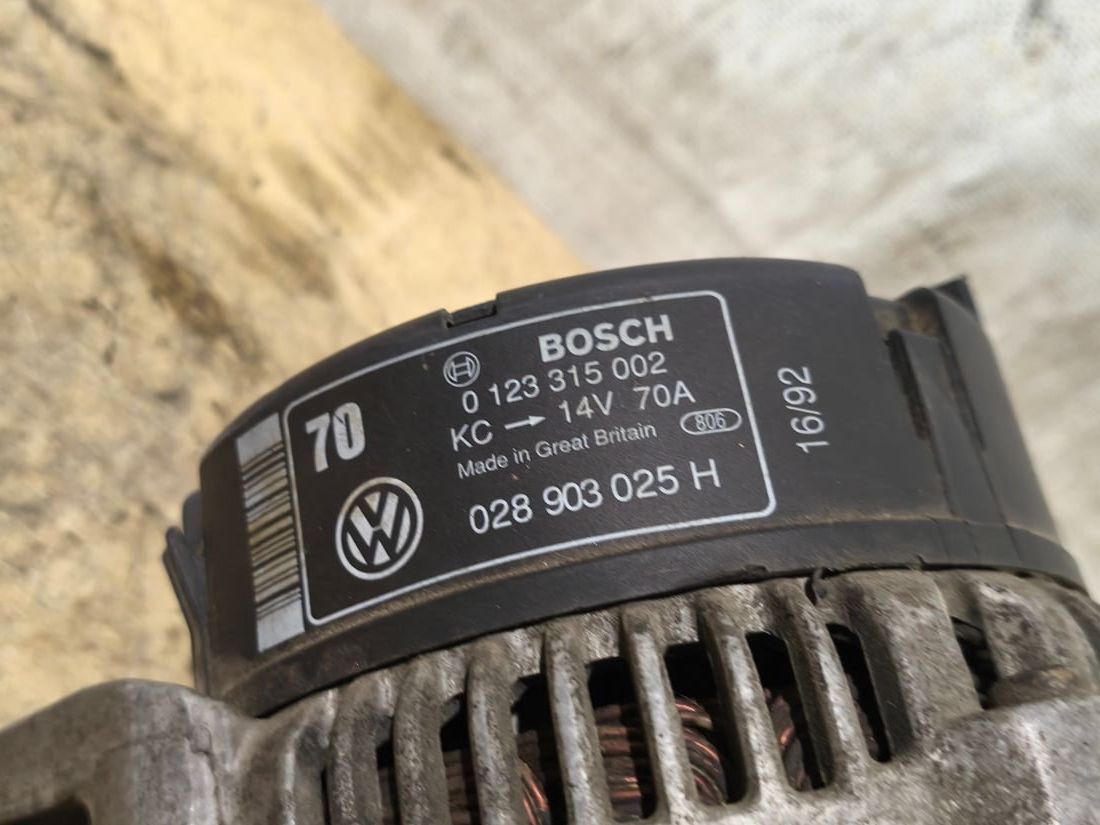 70
BOSCH
0 123 315 002
KC → 14V 70A
Made in Great Britain 806
028 903 025 H
VW
16/92